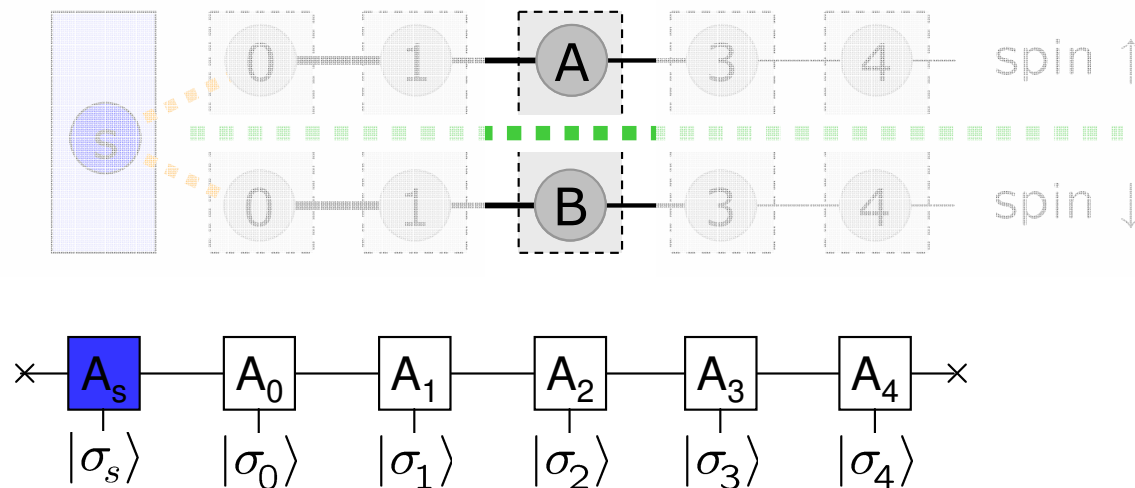 0 1 A 3 4 spin ↑
s
0 1 B 3 4 spin ↓
A_s A_0 A_1 A_2 A_3 A_4
|σ_s⟩ |σ_0⟩ |σ_1⟩ |σ_2⟩ |σ_3⟩ |σ_4⟩